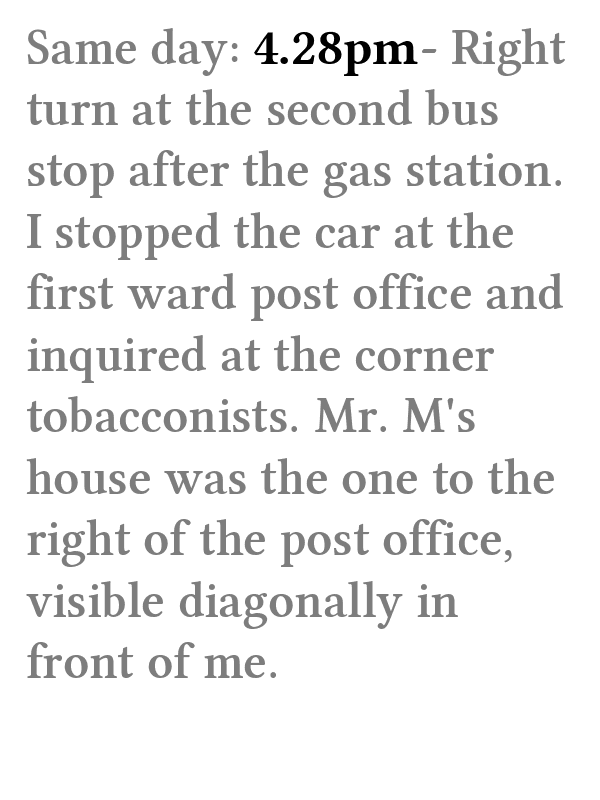 Same day: 4.28pm- Right
turn at the second bus
stop after the gas station.
I stopped the car at the
first ward post office and
inquired at the corner
tobacconists. Mr. M's
house was the one to the
right of the post office,
visible diagonally in
front of me.